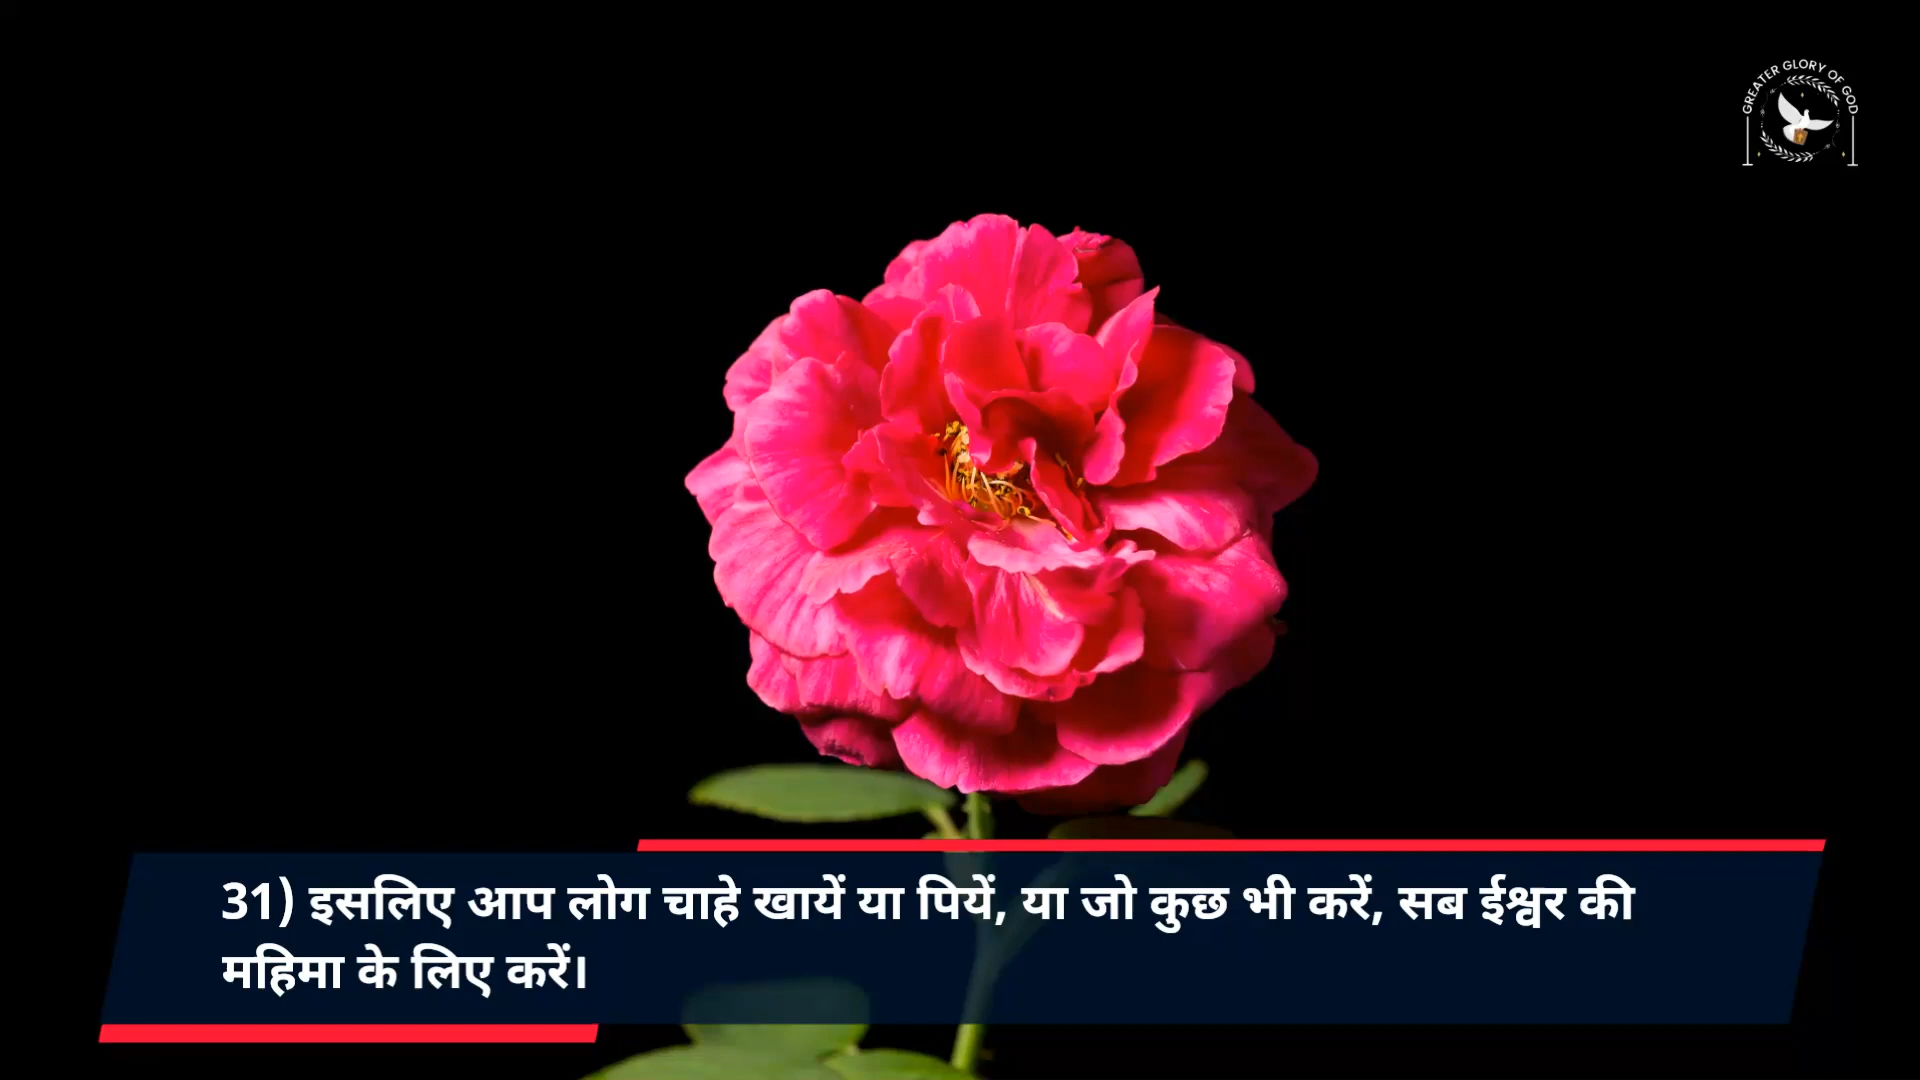 GREATER GLORY OF GOD
31) इसलिए आप लोग चाहे खायें या पियें, या जो कुछ भी करें, सब ईश्वर की
महिमा के लिए करें।